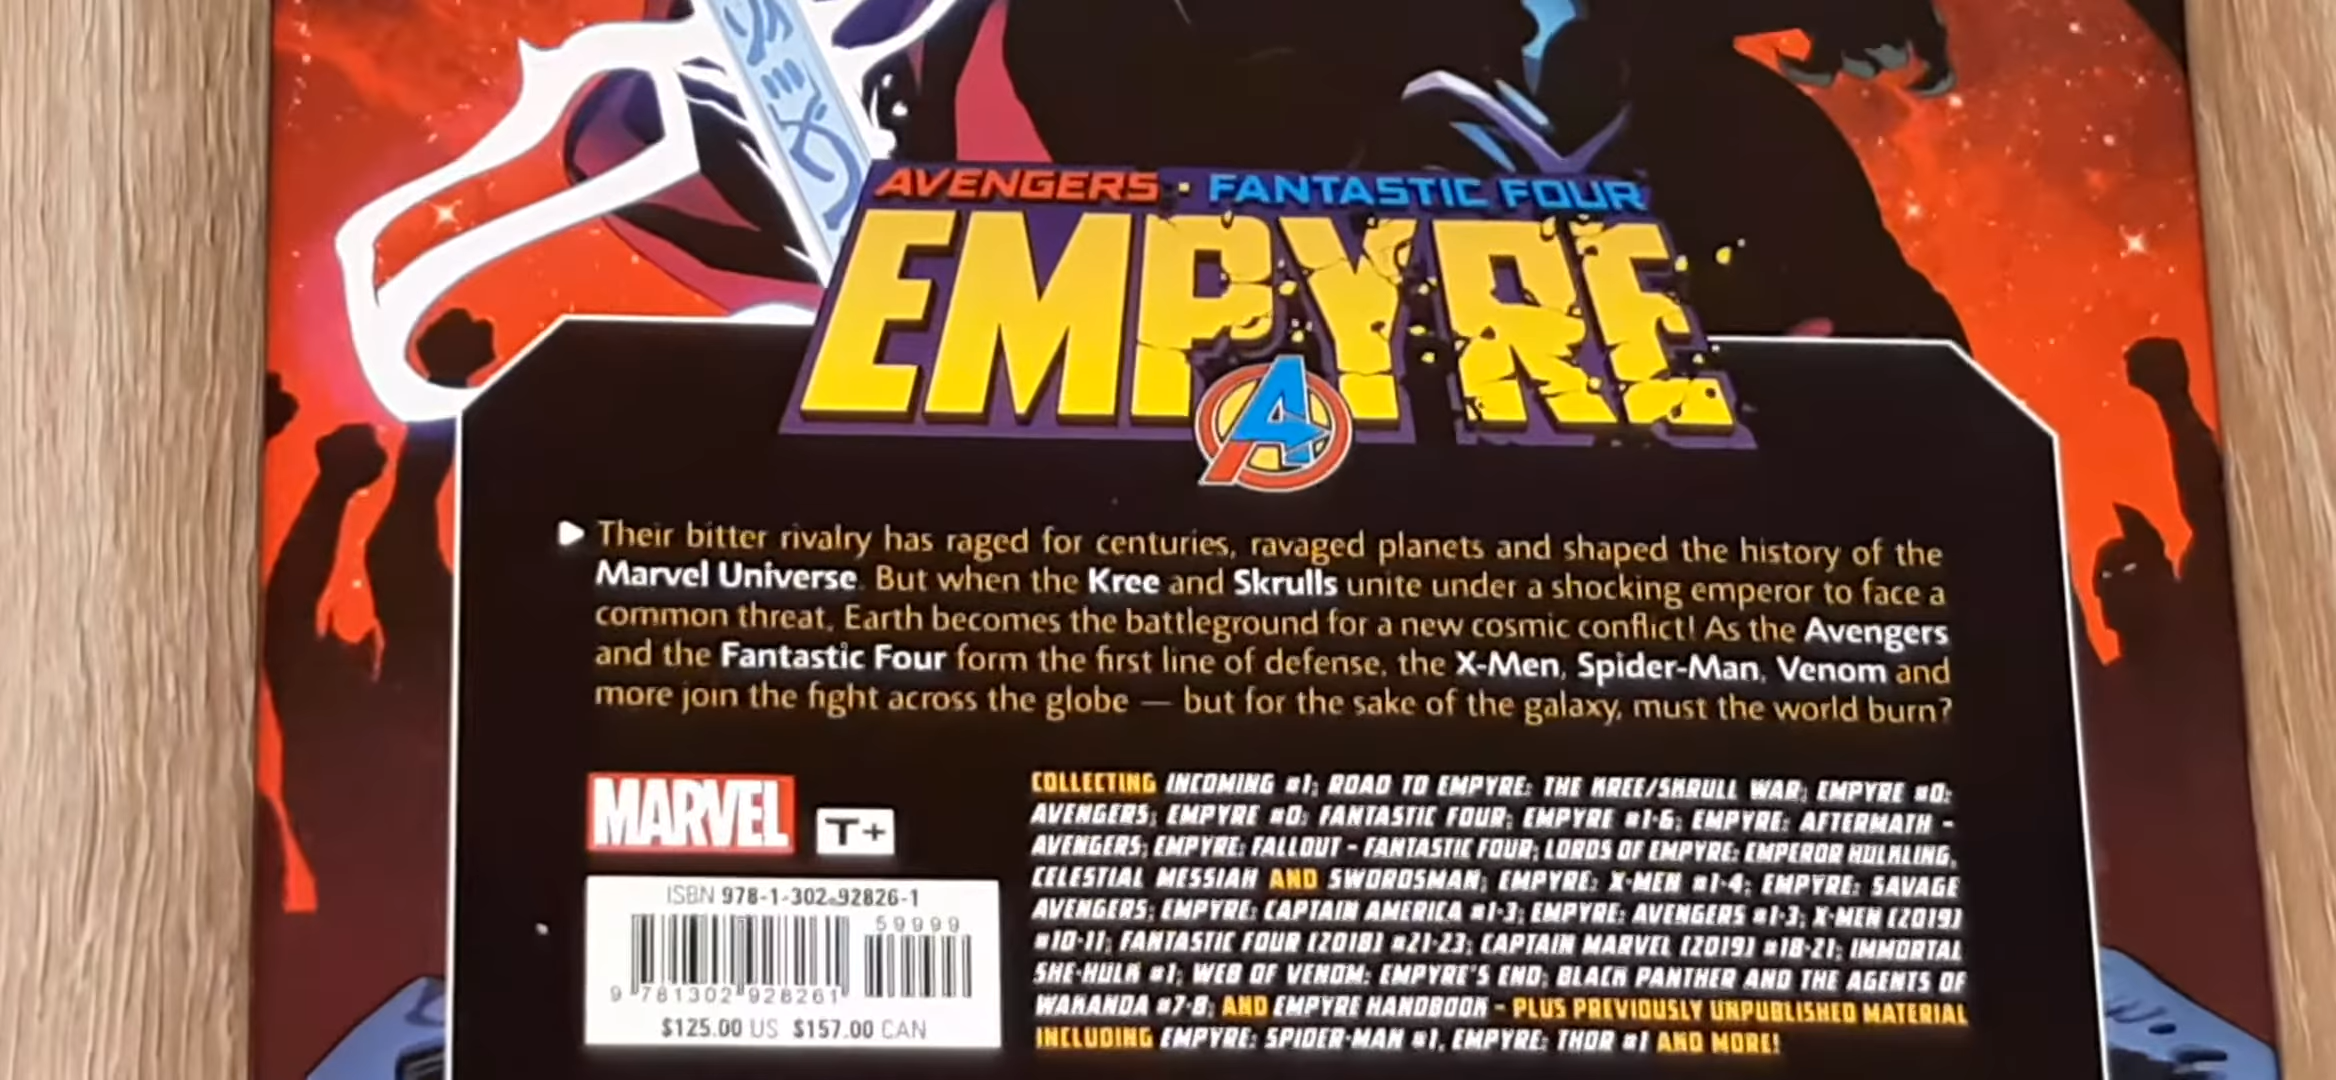 AVENGERS · FANTASTIC FOUR
EMPYRE
A
Their bitter rivalry has raged for centuries, ravaged planets and shaped the history of the
Marvel Universe. But when the Kree and Skrulls unite under a shocking emperor to face a
common threat, Earth becomes the battleground for a new cosmic conflict! As the Avengers
and the Fantastic Four form the first line of defense, the X-Men, Spider-Man, Venom and
more join the fight across the globe — but for the sake of the galaxy, must the world burn?
MARVEL
T+
COLLECTING INCOMING #1; ROAD TO EMPYRE: THE KREE/SKRULL WAR; EMPYRE #0:
AVENGERS; EMPYRE #0: FANTASTIC FOUR; EMPYRE #1-6; EMPYRE: AFTERMATH -
AVENGERS; EMPYRE: FALLOUT - FANTASTIC FOUR; LORDS OF EMPYRE: EMPEROR HULKLING,
CELESTIAL MESSIAH AND SWORDSMAN; EMPYRE: X-MEN #1-4; EMPYRE: SAVAGE
AVENGERS; EMPYRE: CAPTAIN AMERICA #1-3; EMPYRE: AVENGERS #1-3; X-MEN (2019)
#10-11; FANTASTIC FOUR (2018) #21-23; CAPTAIN MARVEL (2019) #18-21; IMMORTAL
SHE-HULK #1; WEB OF VENOM: EMPYRE'S END; BLACK PANTHER AND THE AGENTS OF
WAKANDA #7-8; AND EMPYRE HANDBOOK - PLUS PREVIOUSLY UNPUBLISHED MATERIAL
INCLUDING EMPYRE: SPIDER-MAN #1, EMPYRE: THOR #1 AND MORE!
ISBN 978-1-302-92826-1
59999
9 781302 928261
$125.00 US $157.00 CAN